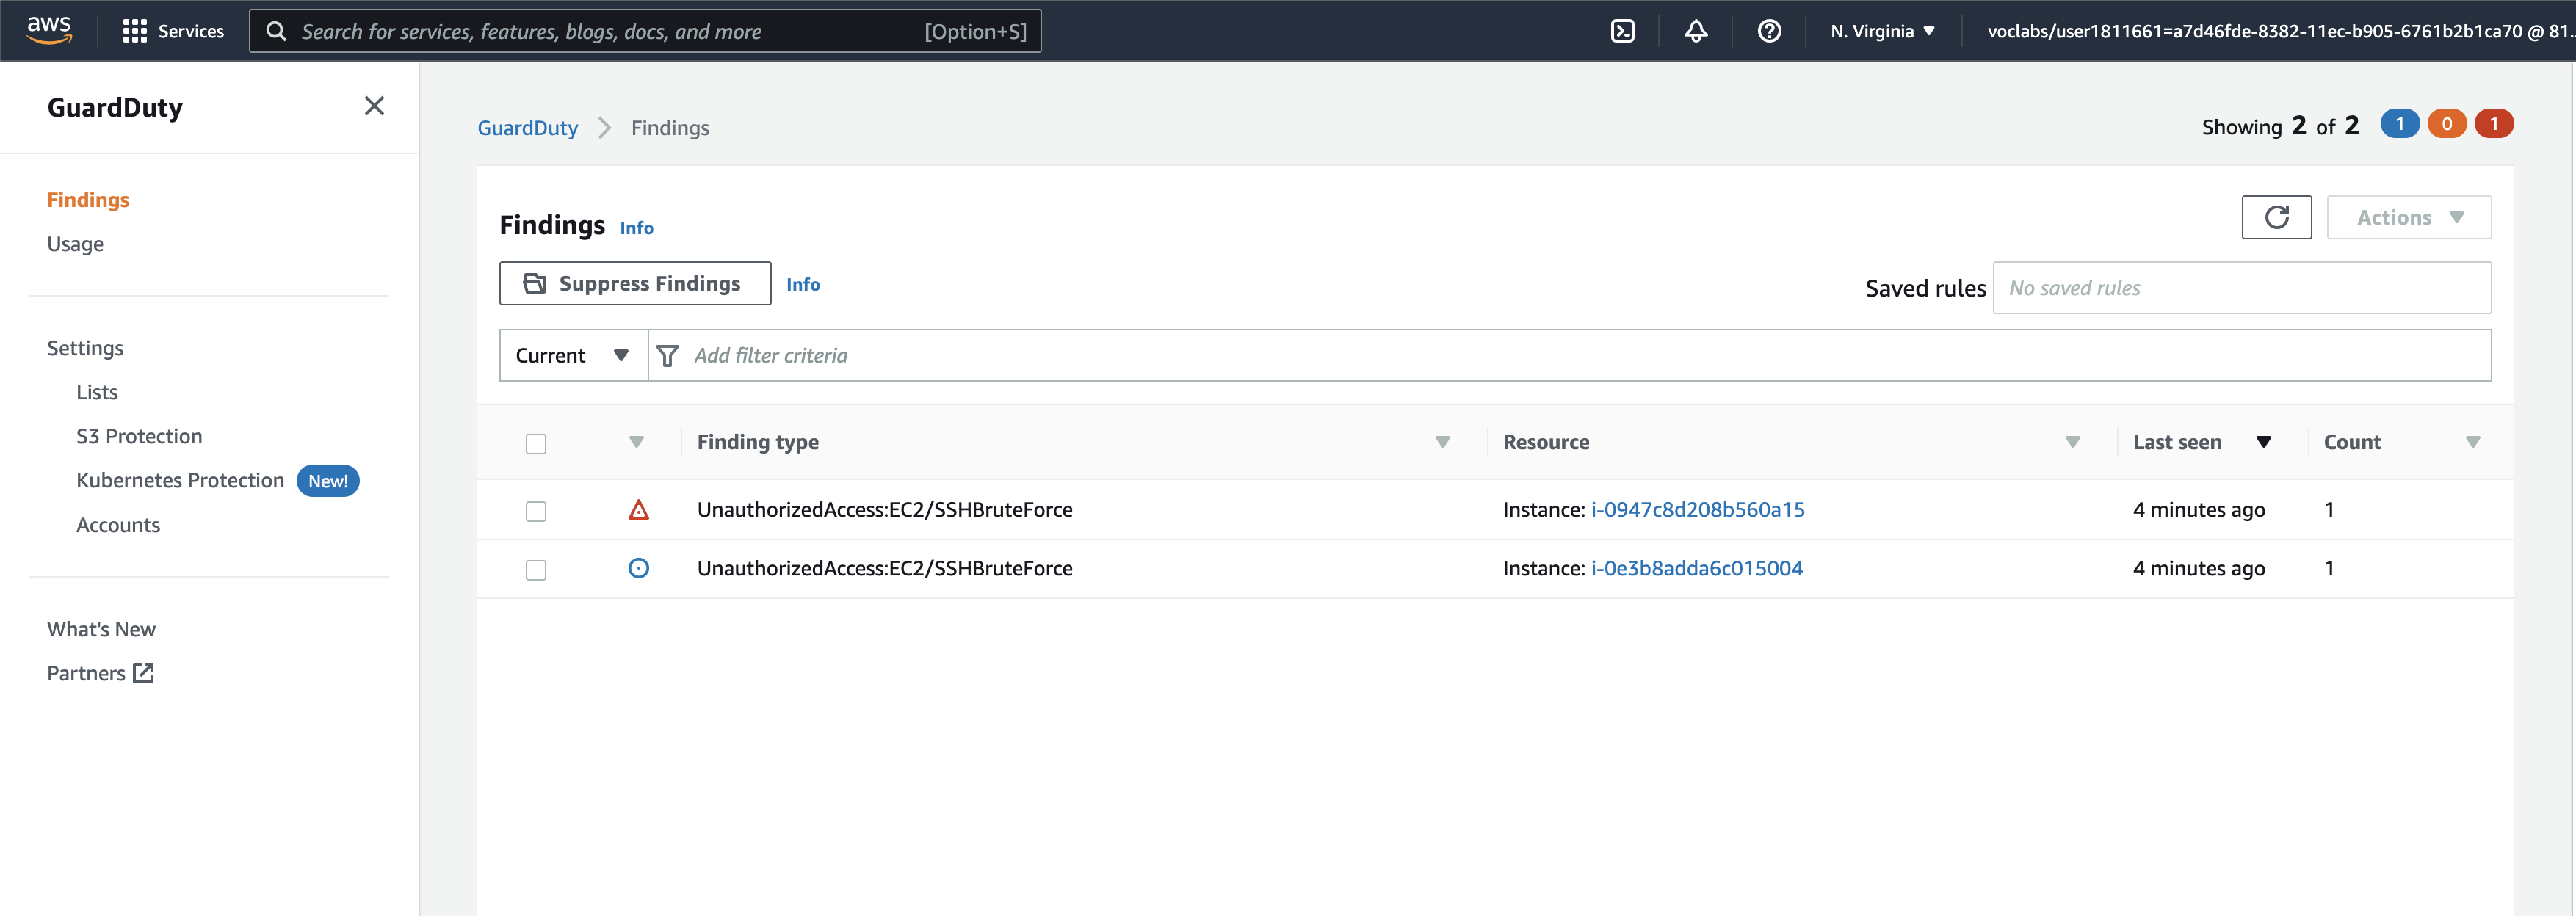 aws Services Search for services, features, blogs, docs, and more [Option+S] N. Virginia voclabs/user1811661=a7d46fde-8382-11ec-b905-6761b2b1ca70 @ 81...
GuardDuty
Findings
Usage
Settings
Lists
S3 Protection
Kubernetes Protection New!
Accounts
What's New
Partners
GuardDuty Findings
Showing 2 of 2 1 0 1
Findings Info
Actions
Suppress Findings Info
Saved rules No saved rules
Current Add filter criteria
Finding type Resource Last seen Count
UnauthorizedAccess:EC2/SSHBruteForce Instance: i-0947c8d208b560a15 4 minutes ago 1
UnauthorizedAccess:EC2/SSHBruteForce Instance: i-0e3b8adda6c015004 4 minutes ago 1